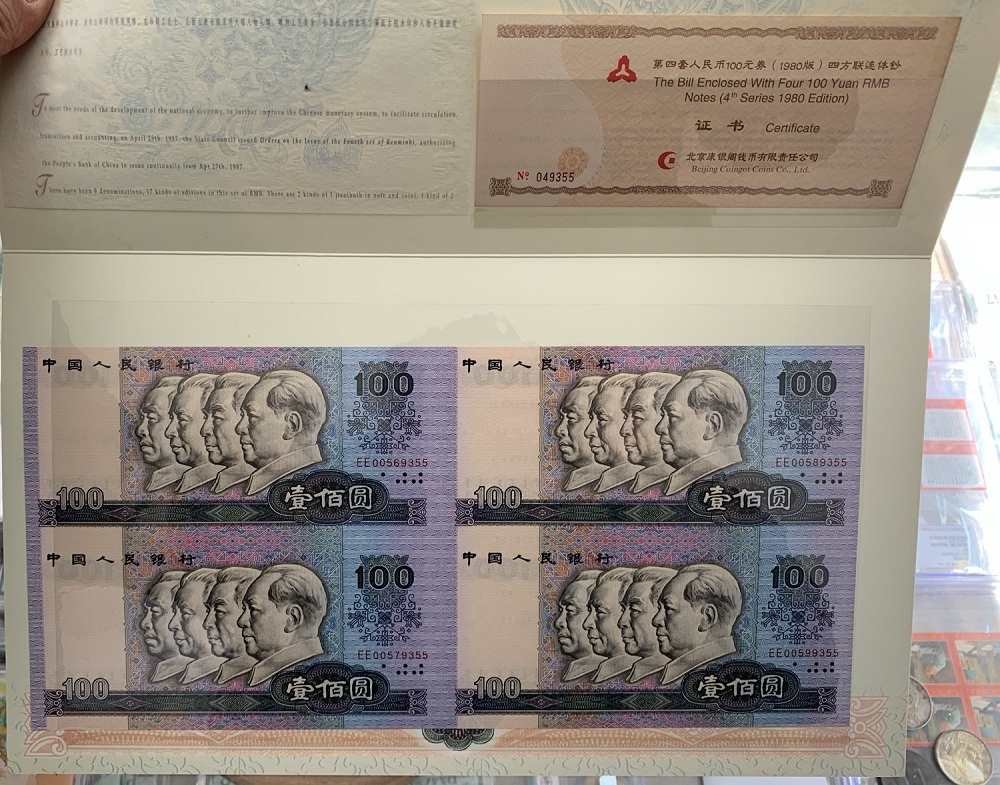 To meet the needs of the development of the national economy, to further improve the Chinese monetary system, to facilitate circulation,
transaction and accounting, on April 25th, 1987, the State Council issued Orders on the Issue of the Fourth set of Renminbi, authorizing
the People's Bank of China to issue continually from Apr 27th, 1987
There have been 9 denominations, 17 kinds of editions in this set of RMB. There are 2 kinds of 1
第四套人民币100元券（1980版）四方联连体钞
The Bill Enclosed With Four 100 Yuan RMB
Notes (4th Series 1980 Edition)
证书 Certificate
北京康银阁钱币有限责任公司
Beijing Cuingot Coins Co., Ltd.
Nº 049355
中国人民银行
100
EE00569355
100
壹佰圆
中国人民银行
100
EE00589355
100
壹佰圆
中国人民银行
100
EE00579355
100
壹佰圆
中国人民银行
100
EE00599355
100
壹佰圆